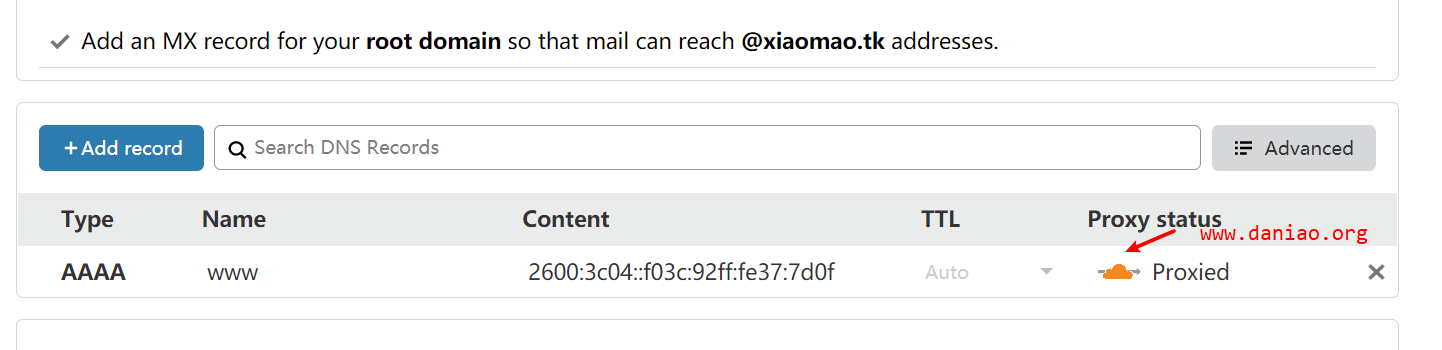 Add an MX record for your root domain so that mail can reach @xiaomao.tk addresses.
+Add record Search DNS Records Advanced
Type Name Content TTL Proxy status
www.daniao.org
AAAA www 2600:3c04::f03c:92ff:fe37:7d0f Auto Proxied